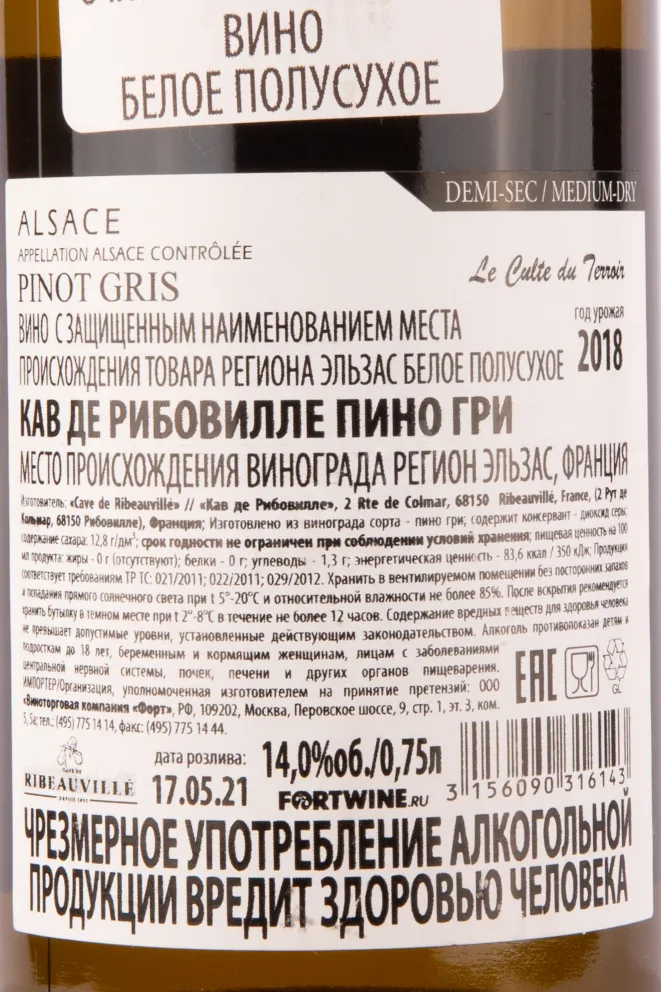 ВИНО
БЕЛОЕ ПОЛУСУХОЕ
DEMI-SEC / MEDIUM-DRY
ALSACE
APPELLATION ALSACE CONTRÔLÉE
PINOT GRIS
Le Culte du Terroir
ВИНО С ЗАЩИЩЕННЫМ НАИМЕНОВАНИЕМ МЕСТА
ПРОИСХОЖДЕНИЯ ТОВАРА РЕГИОНА ЭЛЬЗАС БЕЛОЕ ПОЛУСУХОЕ
год урожая
2018
КАВ ДЕ РИБОВИЛЛЕ ПИНО ГРИ
МЕСТО ПРОИСХОЖДЕНИЯ ВИНОГРАДА РЕГИОН ЭЛЬЗАС, ФРАНЦИЯ
Изготовитель: «Cave de Ribeauvillé» // «Кав де Рибовилле», 2 Rte de Colmar, 68150 Ribeauvillé, France, (2 Рут де
Кольмар, 68150 Рибовилле), Франция; Изготовлено из винограда сорта - пино гри; содержит консервант - диоксид серы;
содержание сахара: 12,8 г/дм³; срок годности не ограничен при соблюдении условий хранения; пищевая ценность на 100
мл продукта: жиры - 0 г (отсутствуют); белки - 0 г; углеводы - 1,3 г; энергетическая ценность - 83,6 ккал / 350 кДж; Продукция
соответствует требованиям ТР ТС: 021/2011; 022/2011; 029/2012. Хранить в вентилируемом помещении без посторонних запахов
и попадания прямого солнечного света при t 5°-20°С и относительной влажности не более 85%. После вскрытия рекомендуется
хранить бутылку в темном месте при t 2°-8°С в течение не более 12 часов. Содержание вредных веществ для здоровья человека
не превышает допустимые уровни, установленные действующим законодательством. Алкоголь противопоказан детям и
подросткам до 18 лет, беременным и кормящим женщинам, лицам с заболеваниями
центральной нервной системы, почек, печени и других органов пищеварения.
ИМПОРТЕР/Организация, уполномоченная изготовителем на принятие претензий: ООО
«Виноторговая компания «Форт», РФ, 109202, Москва, Перовское шоссе, 9, стр. 1, эт. 3, ком.
5, 5а; тел.: (495) 775 14 14, факс: (495) 775 14 44.
EAC
GL
CAVE DE
RIBEAUVILLÉ
DEPUIS 1895
дата розлива:
17.05.21
14,0%об./0,75л
FORTWINE.RU
3 156090 316143
ЧРЕЗМЕРНОЕ УПОТРЕБЛЕНИЕ АЛКОГОЛЬНОЙ
ПРОДУКЦИИ ВРЕДИТ ЗДОРОВЬЮ ЧЕЛОВЕКА